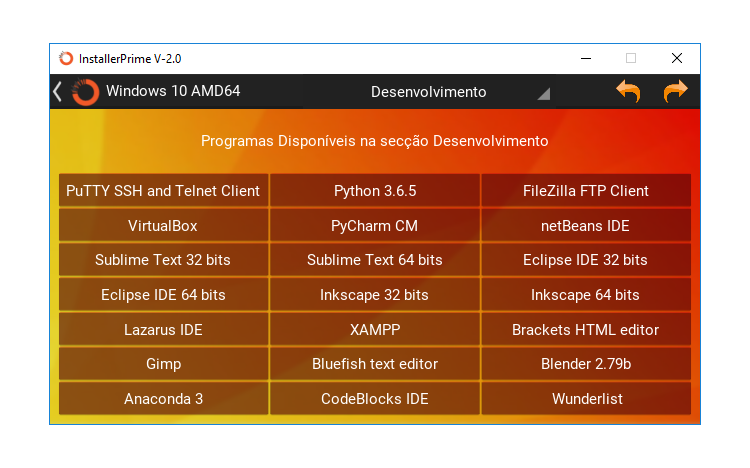 InstallerPrime V-2.0
Windows 10 AMD64 Desenvolvimento
Programas Disponíveis na secção Desenvolvimento
PuTTY SSH and Telnet Client Python 3.6.5 FileZilla FTP Client
VirtualBox PyCharm CM netBeans IDE
Sublime Text 32 bits Sublime Text 64 bits Eclipse IDE 32 bits
Eclipse IDE 64 bits Inkscape 32 bits Inkscape 64 bits
Lazarus IDE XAMPP Brackets HTML editor
Gimp Bluefish text editor Blender 2.79b
Anaconda 3 CodeBlocks IDE Wunderlist